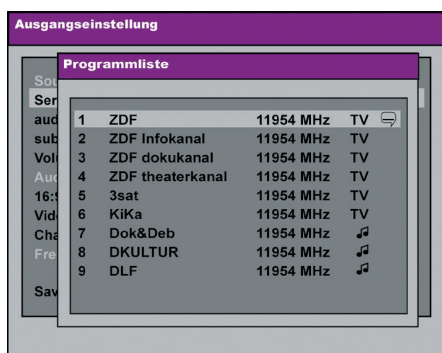 Ausgangseinstellung
Programmliste
Sou
Ser
aud
sub
Volu
Aud
16:9
Vide
Cha
Fre
Sav
1 ZDF 11954 MHz TV
2 ZDF Infokanal 11954 MHz TV
3 ZDF dokukanal 11954 MHz TV
4 ZDF theaterkanal 11954 MHz TV
5 3sat 11954 MHz TV
6 KiKa 11954 MHz TV
7 Dok&Deb 11954 MHz
8 DKULTUR 11954 MHz
9 DLF 11954 MHz